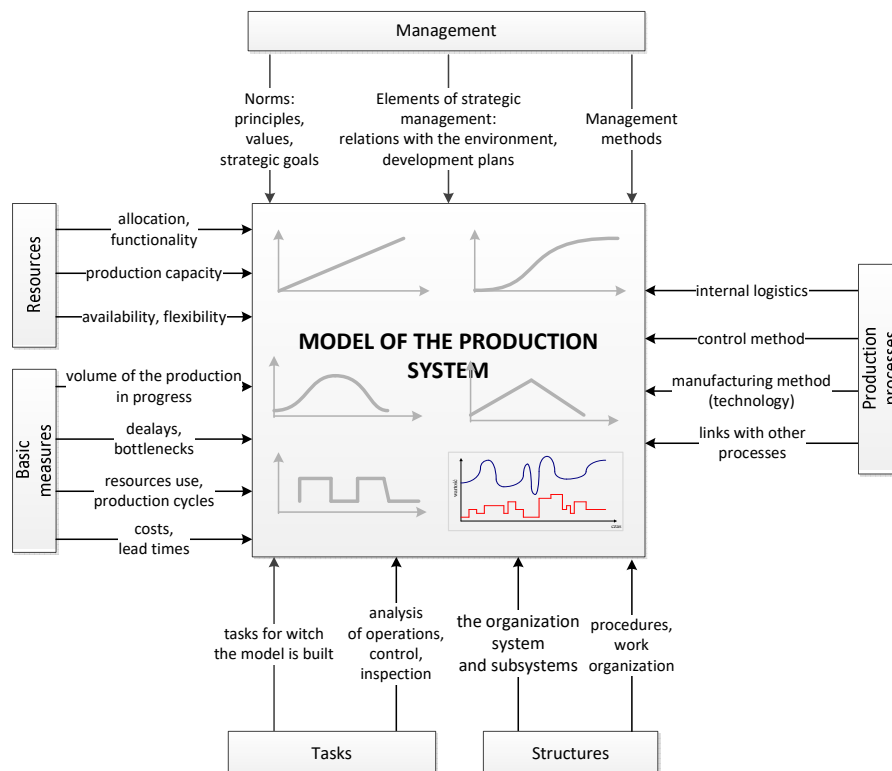 Management
Norms:
principles,
values,
strategic goals
Elements of strategic
management:
relations with the environment,
development plans
Management
methods
Resources
allocation,
functionality
production capacity
availability, flexibility
Basic
measures
volume of the production
in progress
dealays,
bottlenecks
resources use,
production cycles
costs,
lead times
MODEL OF THE PRODUCTION
SYSTEM
wartość
czas
internal logistics
control method
manufacturing method
(technology)
links with other
processes
Production
processes
tasks for witch
the model is built
analysis
of operations,
control,
inspection
the organization
system
and subsystems
procedures,
work
organization
Tasks
Structures